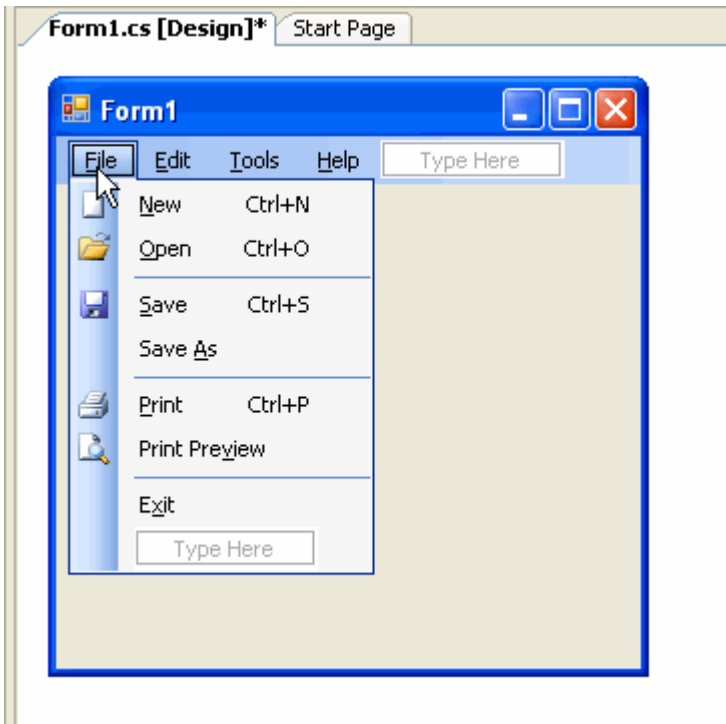 Form1.cs [Design]* Start Page
Form1
File Edit Tools Help Type Here
New Ctrl+N
Open Ctrl+O
Save Ctrl+S
Save As
Print Ctrl+P
Print Preview
Exit
Type Here